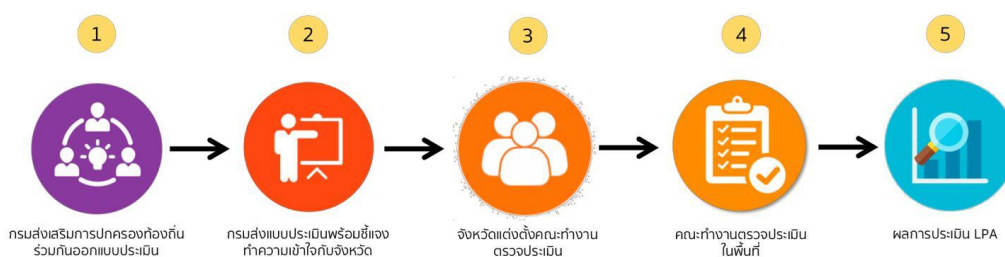 1
2
3
4
5
กรมส่งเสริมการปกครองท้องถิ่น
ร่วมกันออกแบบประเมิน
กรมส่งแบบประเมินพร้อมชี้แจง
ทำความเข้าใจกับจังหวัด
จังหวัดแต่งตั้งคณะทำงาน
ตรวจประเมิน
คณะทำงานตรวจประเมิน
ในพื้นที่
ผลการประเมิน LPA